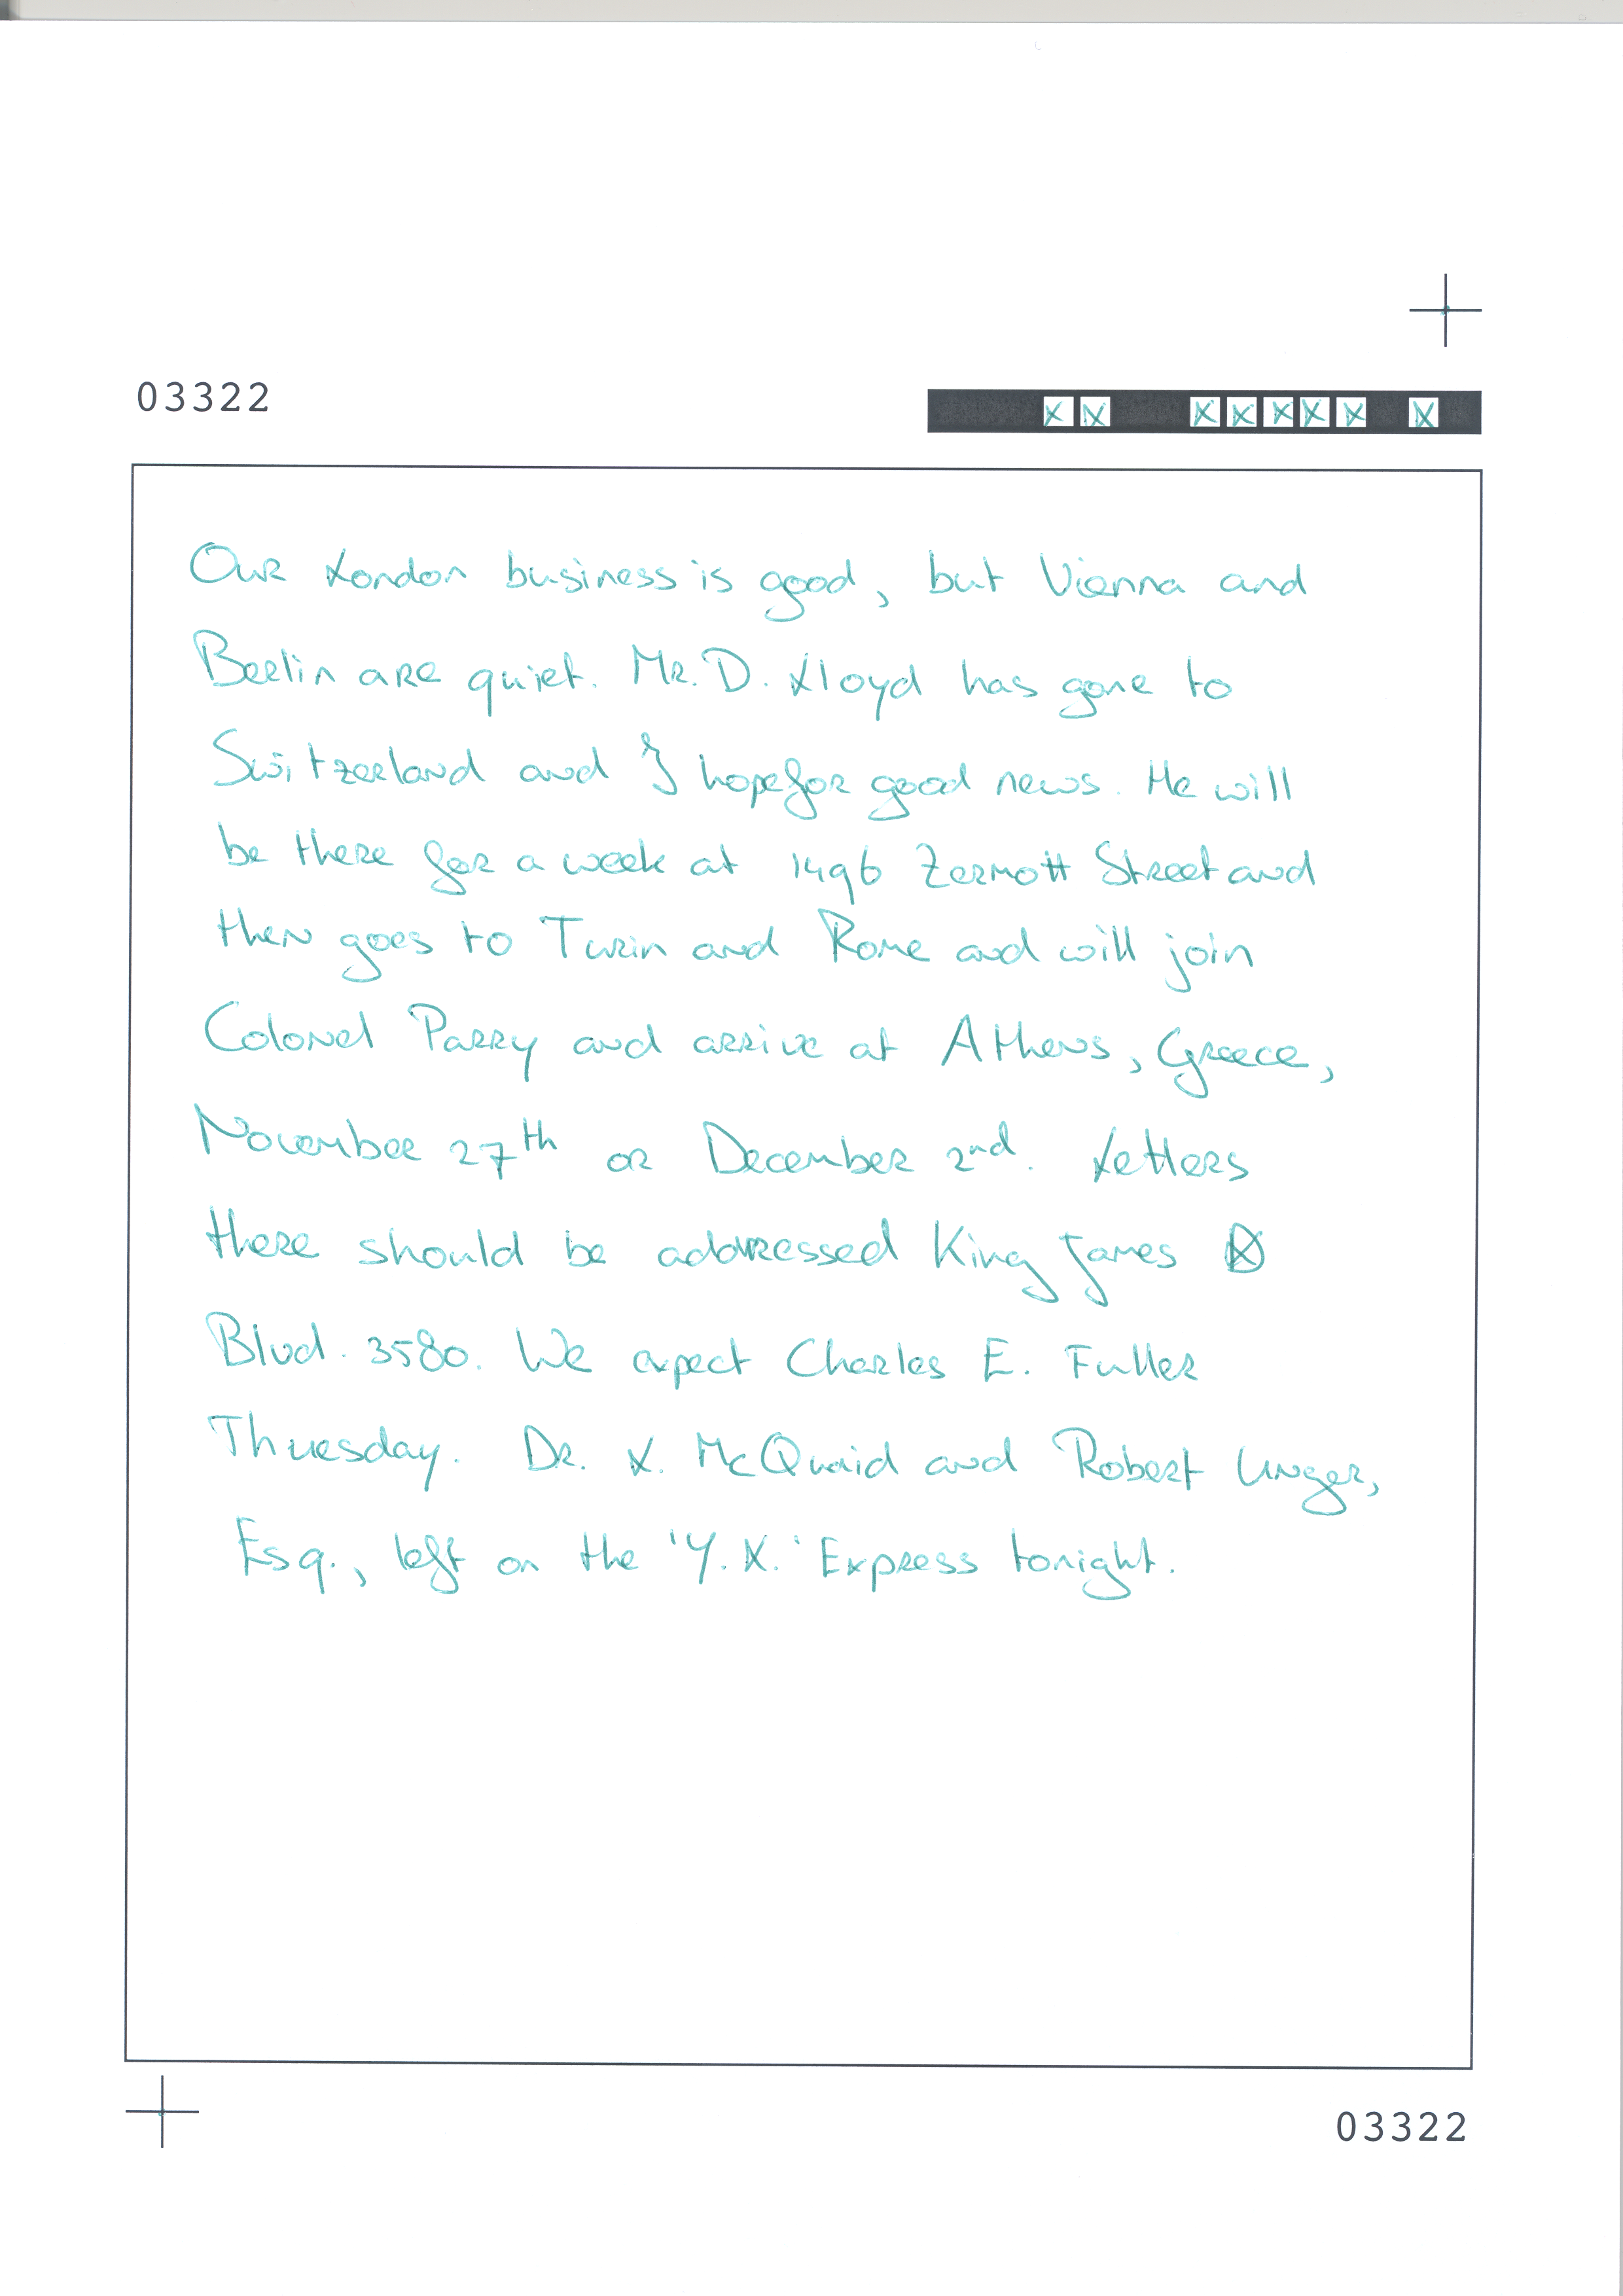 03322
Our London business is good, but Vienna and
Berlin are quiet. Mr. D. Lloyd has gone to
Switzerland and I hope for good news. He will
be there for a week at 1496 Zermott Street and
then goes to Turin and Rome and will join
Colonel Parry and arrive at Athens, Greece,
November 27th or December 2nd. Letters
there should be addressed King James
Blvd. 3580. We expect Charles E. Fuller
Thuesday. Dr. L. McQuaid and Robert Unger,
Esq., left on the 'Y.X.' Express tonight.
03322